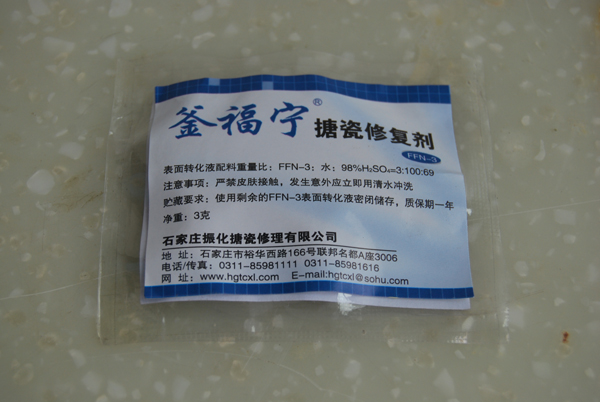 釜福宁® 搪瓷修复剂
FFN-3
表面转化液配料重量比：FFN-3：水：98%H₂SO₄=3:100:69
注意事项：严禁皮肤接触，发生意外应立即用清水冲洗
贮藏要求：使用剩余的FFN-3表面转化液密闭储存，质保期一年
净重：3克
石家庄振化搪瓷修理有限公司
地 址：石家庄市裕华西路166号联邦名都A座3006
电话/传真：0311-85981111 0311-85981616
网 址：www.hgtcxl.com E-mail:hgtcxl@sohu.com